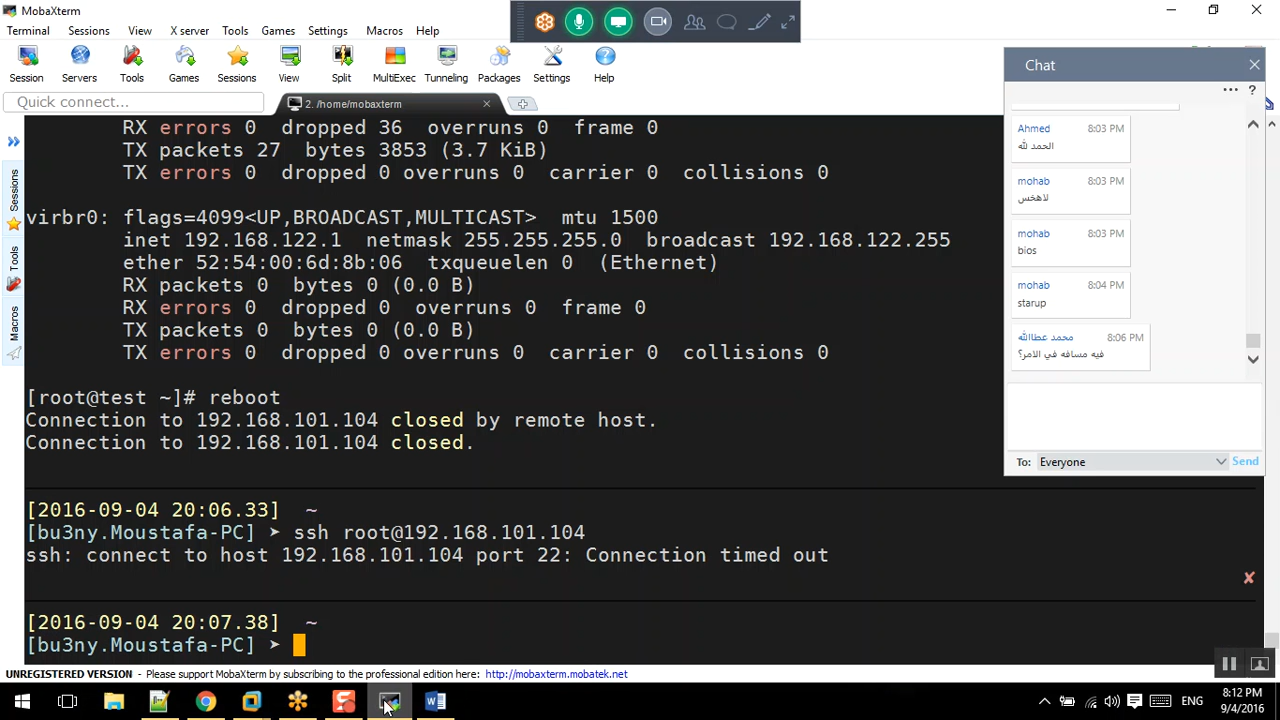 MobaXterm
Terminal Sessions View X server Tools Games Settings Macros Help
Session Servers Tools Games Sessions View Split MultiExec Tunneling Packages Settings Help
Quick connect...
2. /home/mobaxterm
Sessions
Tools
Macros
RX errors 0 dropped 36 overruns 0 frame 0
TX packets 27 bytes 3853 (3.7 KiB)
TX errors 0 dropped 0 overruns 0 carrier 0 collisions 0
virbr0: flags=4099<UP,BROADCAST,MULTICAST> mtu 1500
inet 192.168.122.1 netmask 255.255.255.0 broadcast 192.168.122.255
ether 52:54:00:6d:8b:06 txqueuelen 0 (Ethernet)
RX packets 0 bytes 0 (0.0 B)
RX errors 0 dropped 0 overruns 0 frame 0
TX packets 0 bytes 0 (0.0 B)
TX errors 0 dropped 0 overruns 0 carrier 0 collisions 0
[root@test ~]# reboot
Connection to 192.168.101.104 closed by remote host.
Connection to 192.168.101.104 closed.
[2016-09-04 20:06.33] ~
[bu3ny.Moustafa-PC] ➤ ssh root@192.168.101.104
ssh: connect to host 192.168.101.104 port 22: Connection timed out
[2016-09-04 20:07.38] ~
[bu3ny.Moustafa-PC] ➤
Chat
Ahmed 8:03 PM
الحمد لله
mohab 8:03 PM
لاهخس
mohab 8:03 PM
bios
mohab 8:04 PM
starup
محمد عطاالله 8:06 PM
فيه مسافه في الامر؟
To: Everyone Send
UNREGISTERED VERSION - Please support MobaXterm by subscribing to the professional edition here: http://mobaxterm.mobatek.net
ENG
8:12 PM
9/4/2016